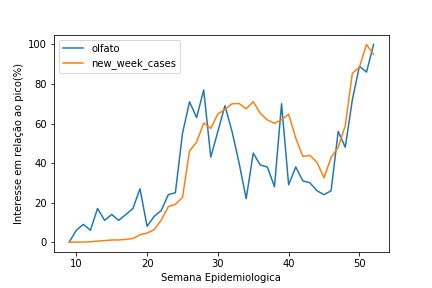 olfato
new_week_cases
Interesse em relação ao pico(%)
100
80
60
40
20
0
10 20 30 40 50
Semana Epidemiologica